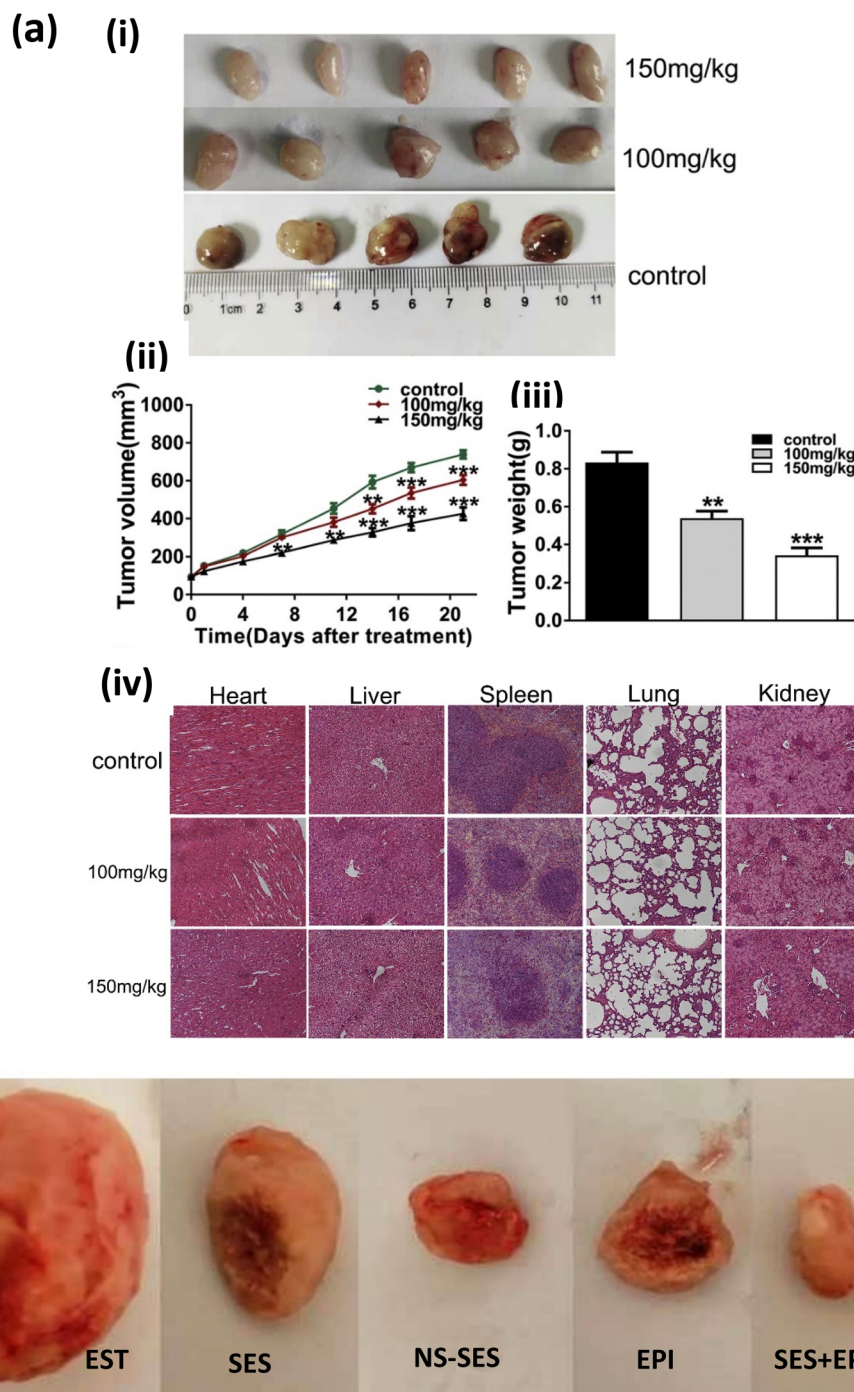 (a)
(i)
150mg/kg
100mg/kg
control
0 1cm 2 3 4 5 6 7 8 9 10 11
(ii)
Tumor volume(mm³)
1000
800
600
400
200
0
control
100mg/kg
150mg/kg
** ** ** *** *** *** *** ***
0 4 8 12 16 20
Time(Days after treatment)
(iii)
Tumor weight(g)
1.0
0.8
0.6
0.4
0.2
0.0
control
100mg/kg
150mg/kg
**
***
(iv)
Heart Liver Spleen Lung Kidney
control
100mg/kg
150mg/kg
EST SES NS-SES EPI